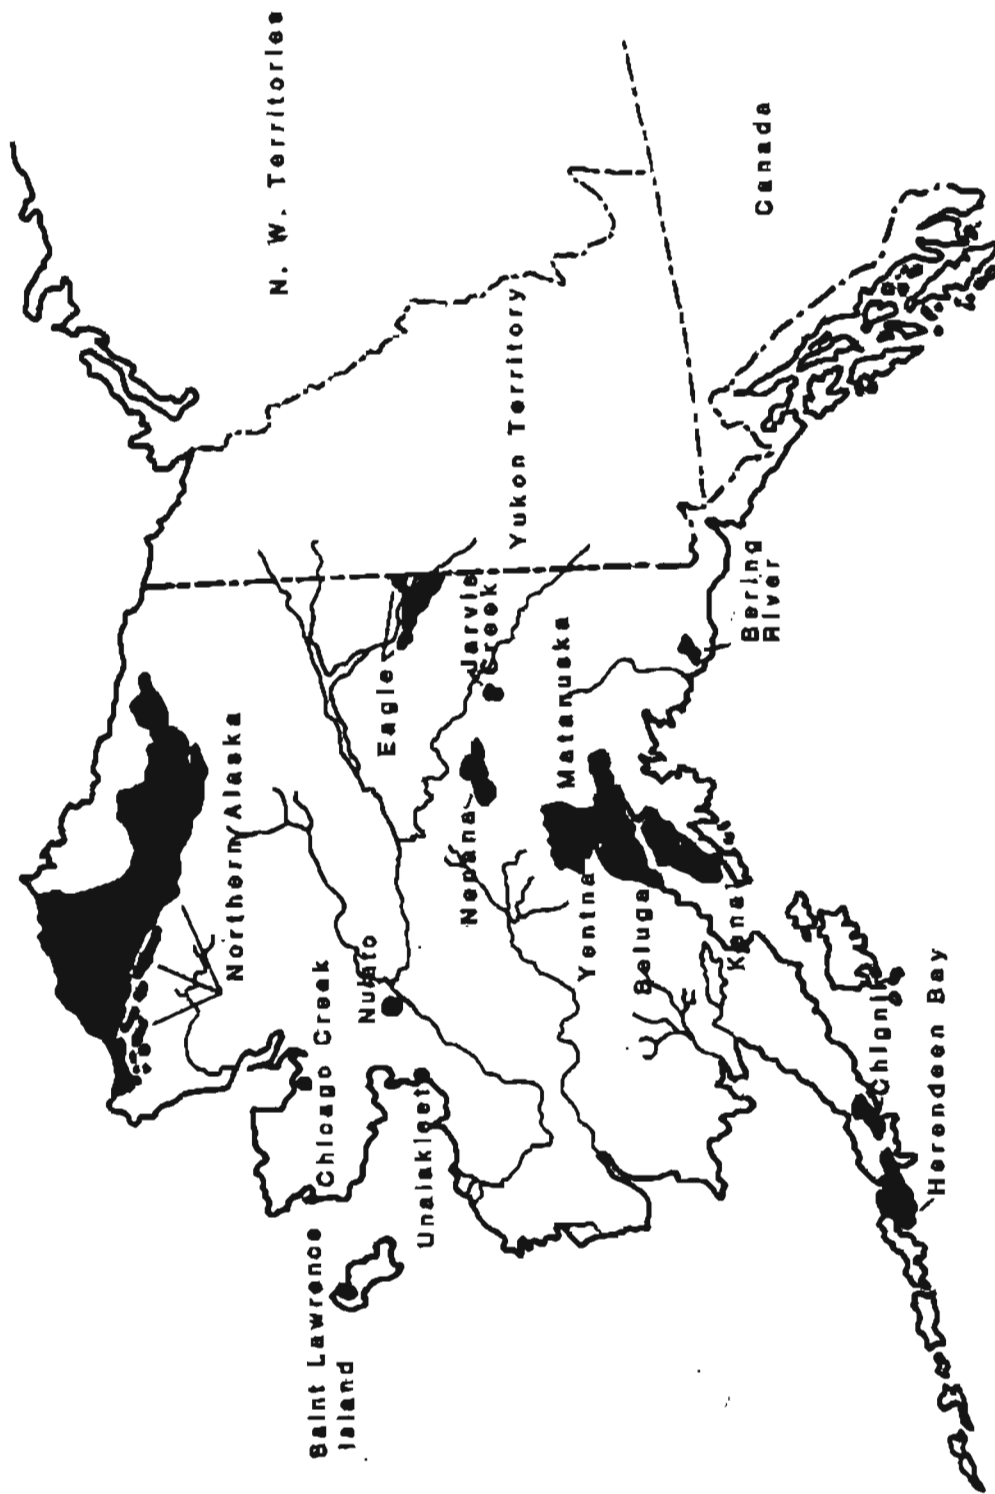 N. W. Territories
Northern Alaska
Yukon Territory
Canada
Chicago Creek
Nulato
Eagle
Jarvis
Creek
Saint Lawrence
Island
Unalakleet
Nenana
Matanuska
Yentna
Beluga
Kenai
Bering
River
Chignik
Herendeen Bay